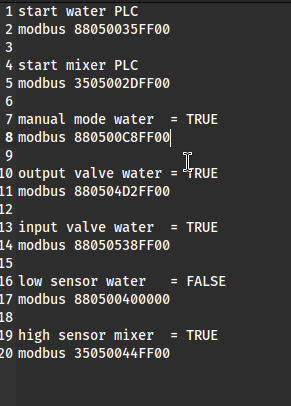 1 start water PLC
2 modbus 88050035FF00
3
4 start mixer PLC
5 modbus 3505002DFF00
6
7 manual mode water  = TRUE
8 modbus 880500C8FF00
9
10 output valve water = TRUE
11 modbus 880504D2FF00
12
13 input valve water  = TRUE
14 modbus 88050538FF00
15
16 low sensor water   = FALSE
17 modbus 880500400000
18
19 high sensor mixer  = TRUE
20 modbus 35050044FF00